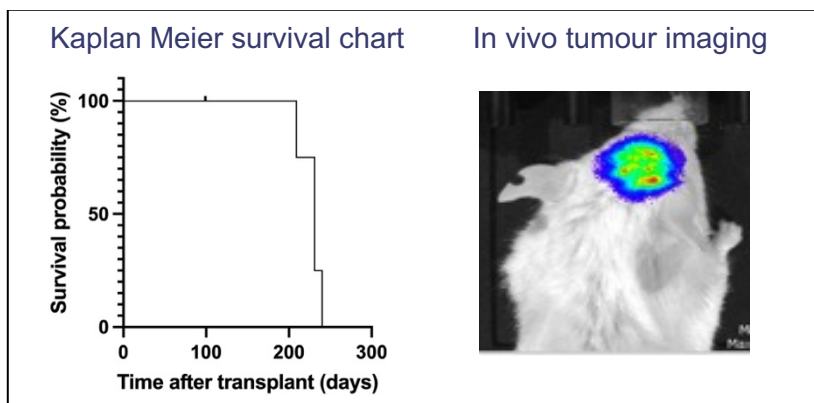 Kaplan Meier survival chart
In vivo tumour imaging
Survival probability (%)
100
50
0
0 100 200 300
Time after transplant (days)